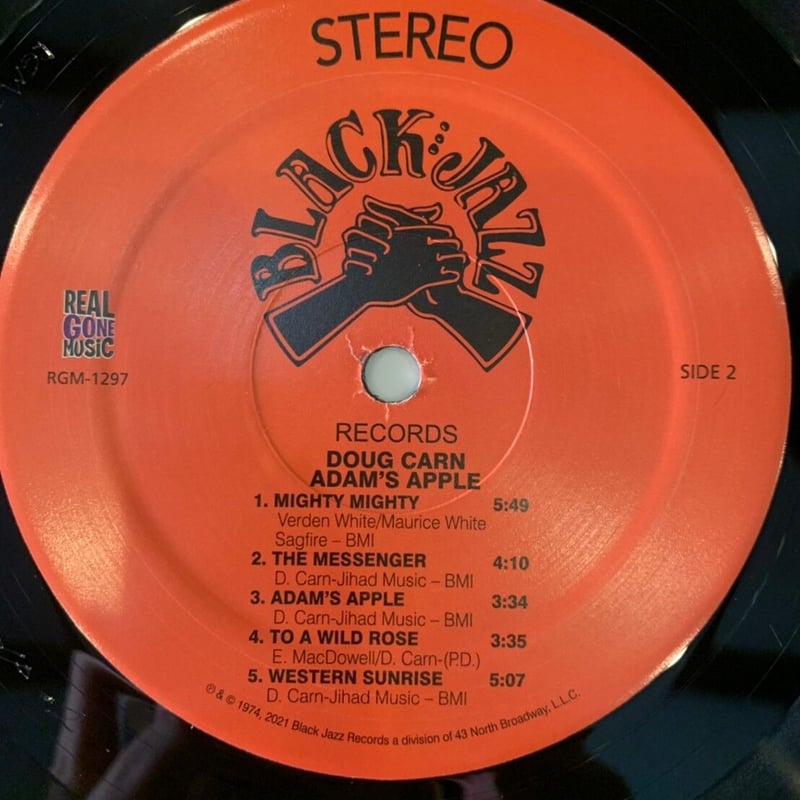 STEREO
BLACK JAZZ
REAL
GONE
MUSIC
RGM-1297
SIDE 2
RECORDS
DOUG CARN
ADAM'S APPLE
1. MIGHTY MIGHTY 5:49
Verden White/Maurice White
Sagfire – BMI
2. THE MESSENGER 4:10
D. Carn-Jihad Music – BMI
3. ADAM'S APPLE 3:34
D. Carn-Jihad Music – BMI
4. TO A WILD ROSE 3:35
E. MacDowell/D. Carn-(P.D.)
5. WESTERN SUNRISE 5:07
D. Carn-Jihad Music – BMI
℗ & © 1974, 2021 Black Jazz Records a division of 43 North Broadway, L.L.C.